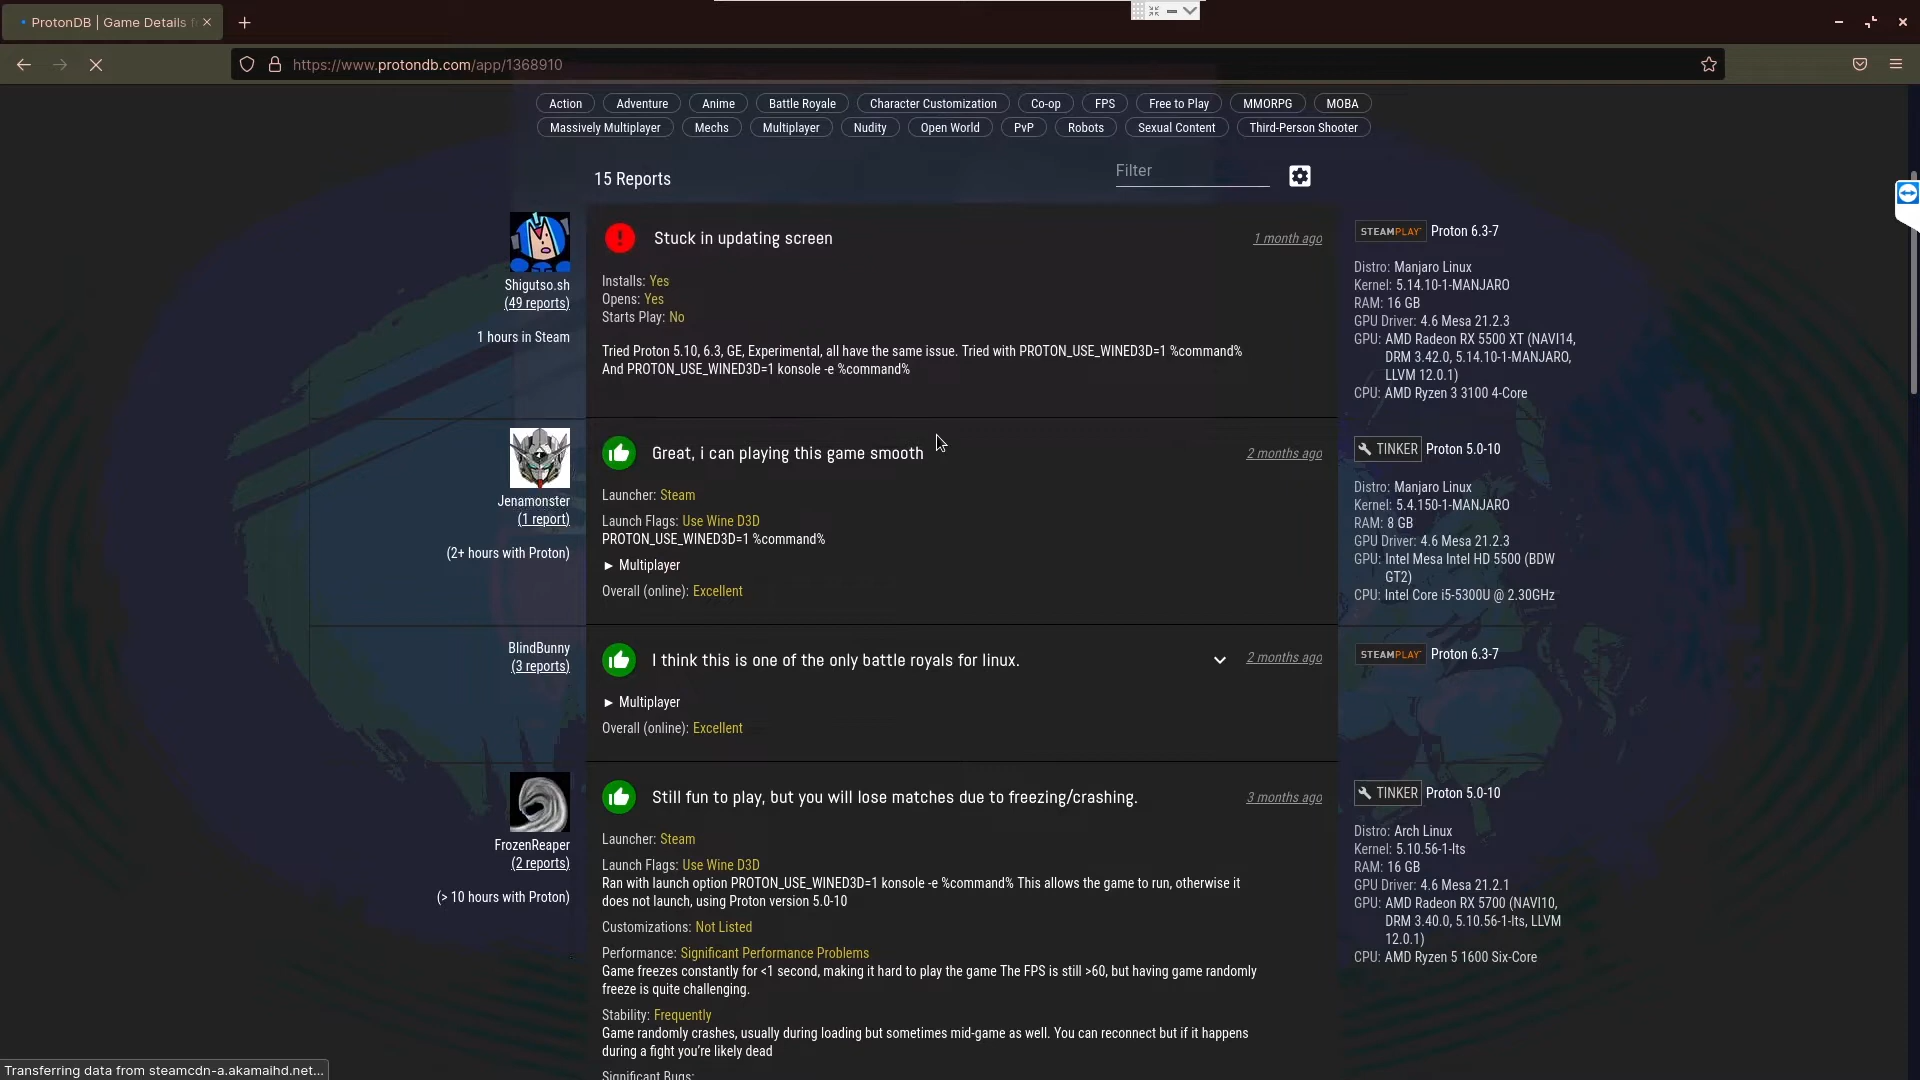 ProtonDB | Game Details f
https://www.protondb.com/app/1368910
Action Adventure Anime Battle Royale Character Customization Co-op FPS Free to Play MMORPG MOBA
Massively Multiplayer Mechs Multiplayer Nudity Open World PvP Robots Sexual Content Third-Person Shooter
15 Reports
Filter
Shigutso.sh
(49 reports)
1 hours in Steam
Stuck in updating screen
1 month ago
Installs: Yes
Opens: Yes
Starts Play: No
Tried Proton 5.10, 6.3, GE, Experimental, all have the same issue. Tried with PROTON_USE_WINED3D=1 %command%
And PROTON_USE_WINED3D=1 konsole -e %command%
STEAMPLAY Proton 6.3-7
Distro: Manjaro Linux
Kernel: 5.14.10-1-MANJARO
RAM: 16 GB
GPU Driver: 4.6 Mesa 21.2.3
GPU: AMD Radeon RX 5500 XT (NAVI14,
DRM 3.42.0, 5.14.10-1-MANJARO,
LLVM 12.0.1)
CPU: AMD Ryzen 3 3100 4-Core
Jenamonster
(1 report)
(2+ hours with Proton)
Great, i can playing this game smooth
2 months ago
Launcher: Steam
Launch Flags: Use Wine D3D
PROTON_USE_WINED3D=1 %command%
► Multiplayer
Overall (online): Excellent
TINKER Proton 5.0-10
Distro: Manjaro Linux
Kernel: 5.4.150-1-MANJARO
RAM: 8 GB
GPU Driver: 4.6 Mesa 21.2.3
GPU: Intel Mesa Intel HD 5500 (BDW
GT2)
CPU: Intel Core i5-5300U @ 2.30GHz
BlindBunny
(3 reports)
I think this is one of the only battle royals for linux.
2 months ago
► Multiplayer
Overall (online): Excellent
STEAMPLAY Proton 6.3-7
FrozenReaper
(2 reports)
(> 10 hours with Proton)
Still fun to play, but you will lose matches due to freezing/crashing.
3 months ago
Launcher: Steam
Launch Flags: Use Wine D3D
Ran with launch option PROTON_USE_WINED3D=1 konsole -e %command% This allows the game to run, otherwise it
does not launch, using Proton version 5.0-10
Customizations: Not Listed
Performance: Significant Performance Problems
Game freezes constantly for <1 second, making it hard to play the game The FPS is still >60, but having game randomly
freeze is quite challenging.
Stability: Frequently
Game randomly crashes, usually during loading but sometimes mid-game as well. You can reconnect but if it happens
during a fight you're likely dead
Significant Bugs:
TINKER Proton 5.0-10
Distro: Arch Linux
Kernel: 5.10.56-1-lts
RAM: 16 GB
GPU Driver: 4.6 Mesa 21.2.1
GPU: AMD Radeon RX 5700 (NAVI10,
DRM 3.40.0, 5.10.56-1-lts, LLVM
12.0.1)
CPU: AMD Ryzen 5 1600 Six-Core
Transferring data from steamcdn-a.akamaihd.net...